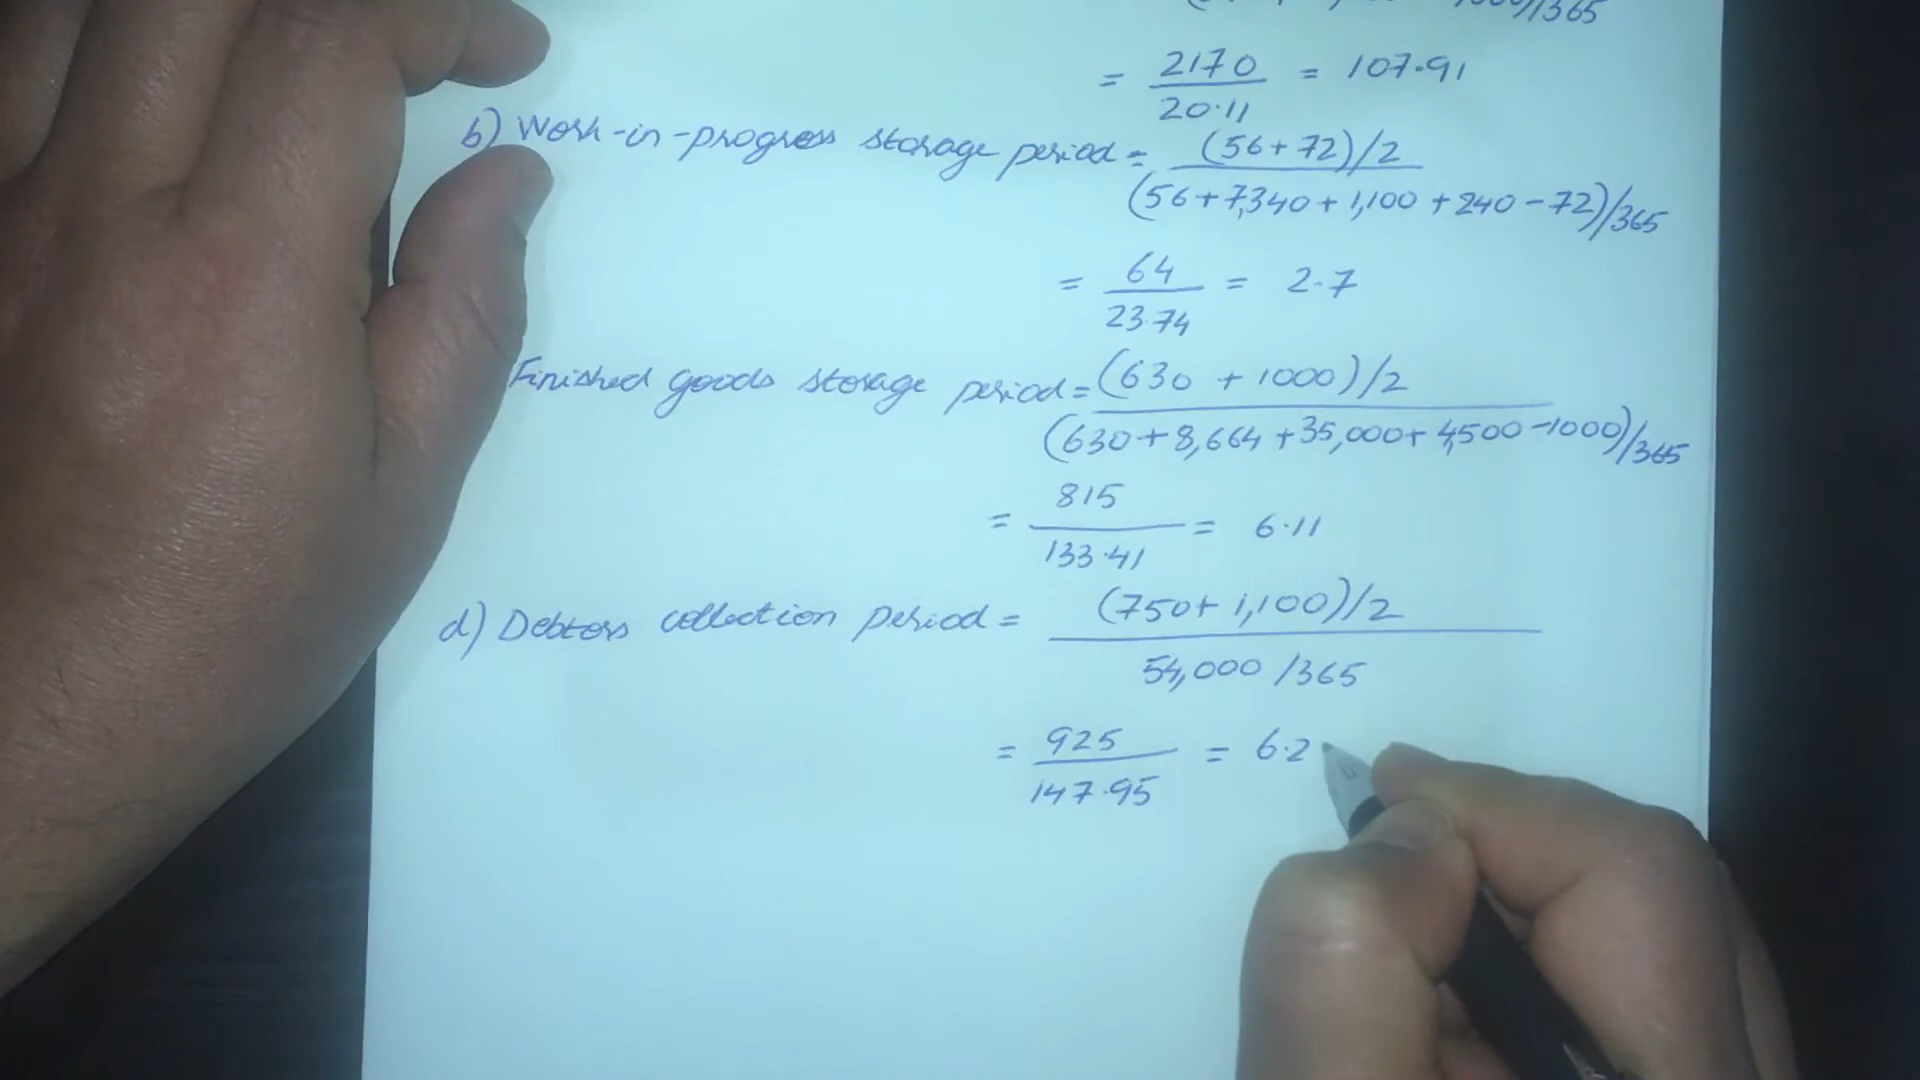 /365
= 2170 / 20.11 = 107.91
b) Work-in-progress storage period = (56+72)/2
(56+7,340+1,100+240-72)/365
= 64 / 23.74 = 2.7
Finished goods storage period = (630 + 1000)/2
(630+8,664+35,000+4,500-1000)/365
= 815 / 133.41 = 6.11
d) Debtors collection period = (750+1,100)/2
54,000 /365
= 925 / 147.95 = 6.2